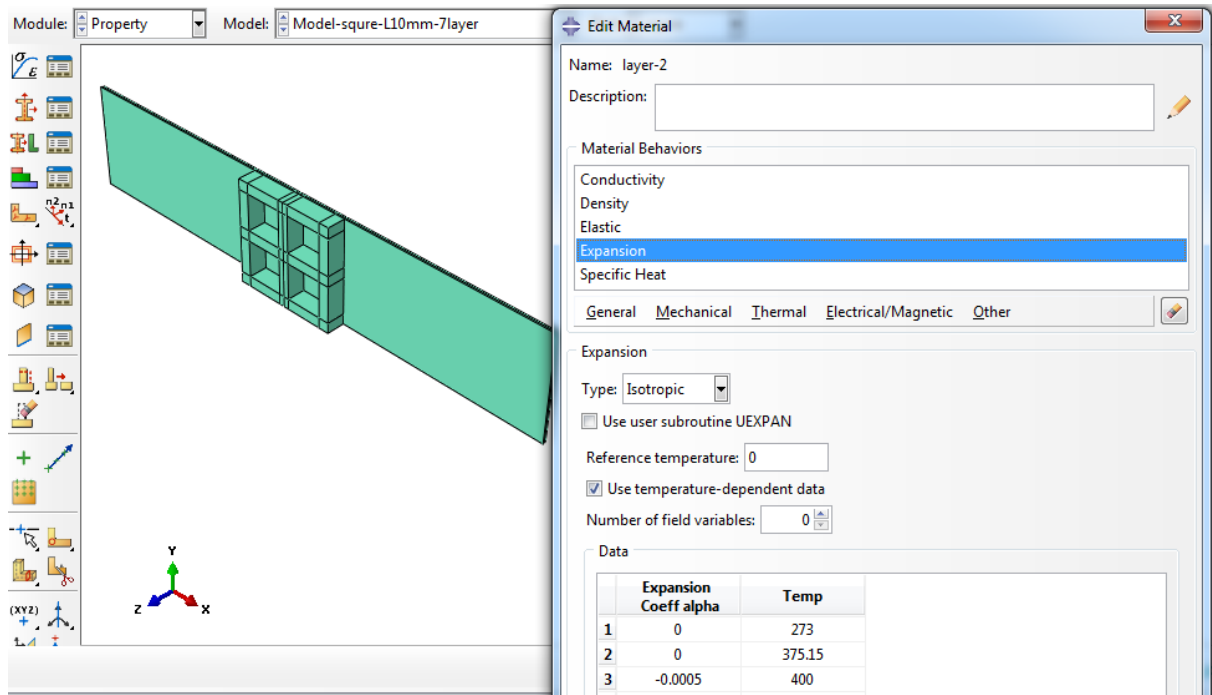 Module: Property Model: Model-squre-L10mm-7layer
Edit Material
Name: layer-2
Description:
Material Behaviors
Conductivity
Density
Elastic
Expansion
Specific Heat
General Mechanical Thermal Electrical/Magnetic Other
Expansion
Type: Isotropic
Use user subroutine UEXPAN
Reference temperature: 0
Use temperature-dependent data
Number of field variables: 0
Data
Expansion
Coeff alpha Temp
1 0 273
2 0 375.15
3 -0.0005 400
σ
ε
n2 n1
t
(XYZ)
Y
Z X